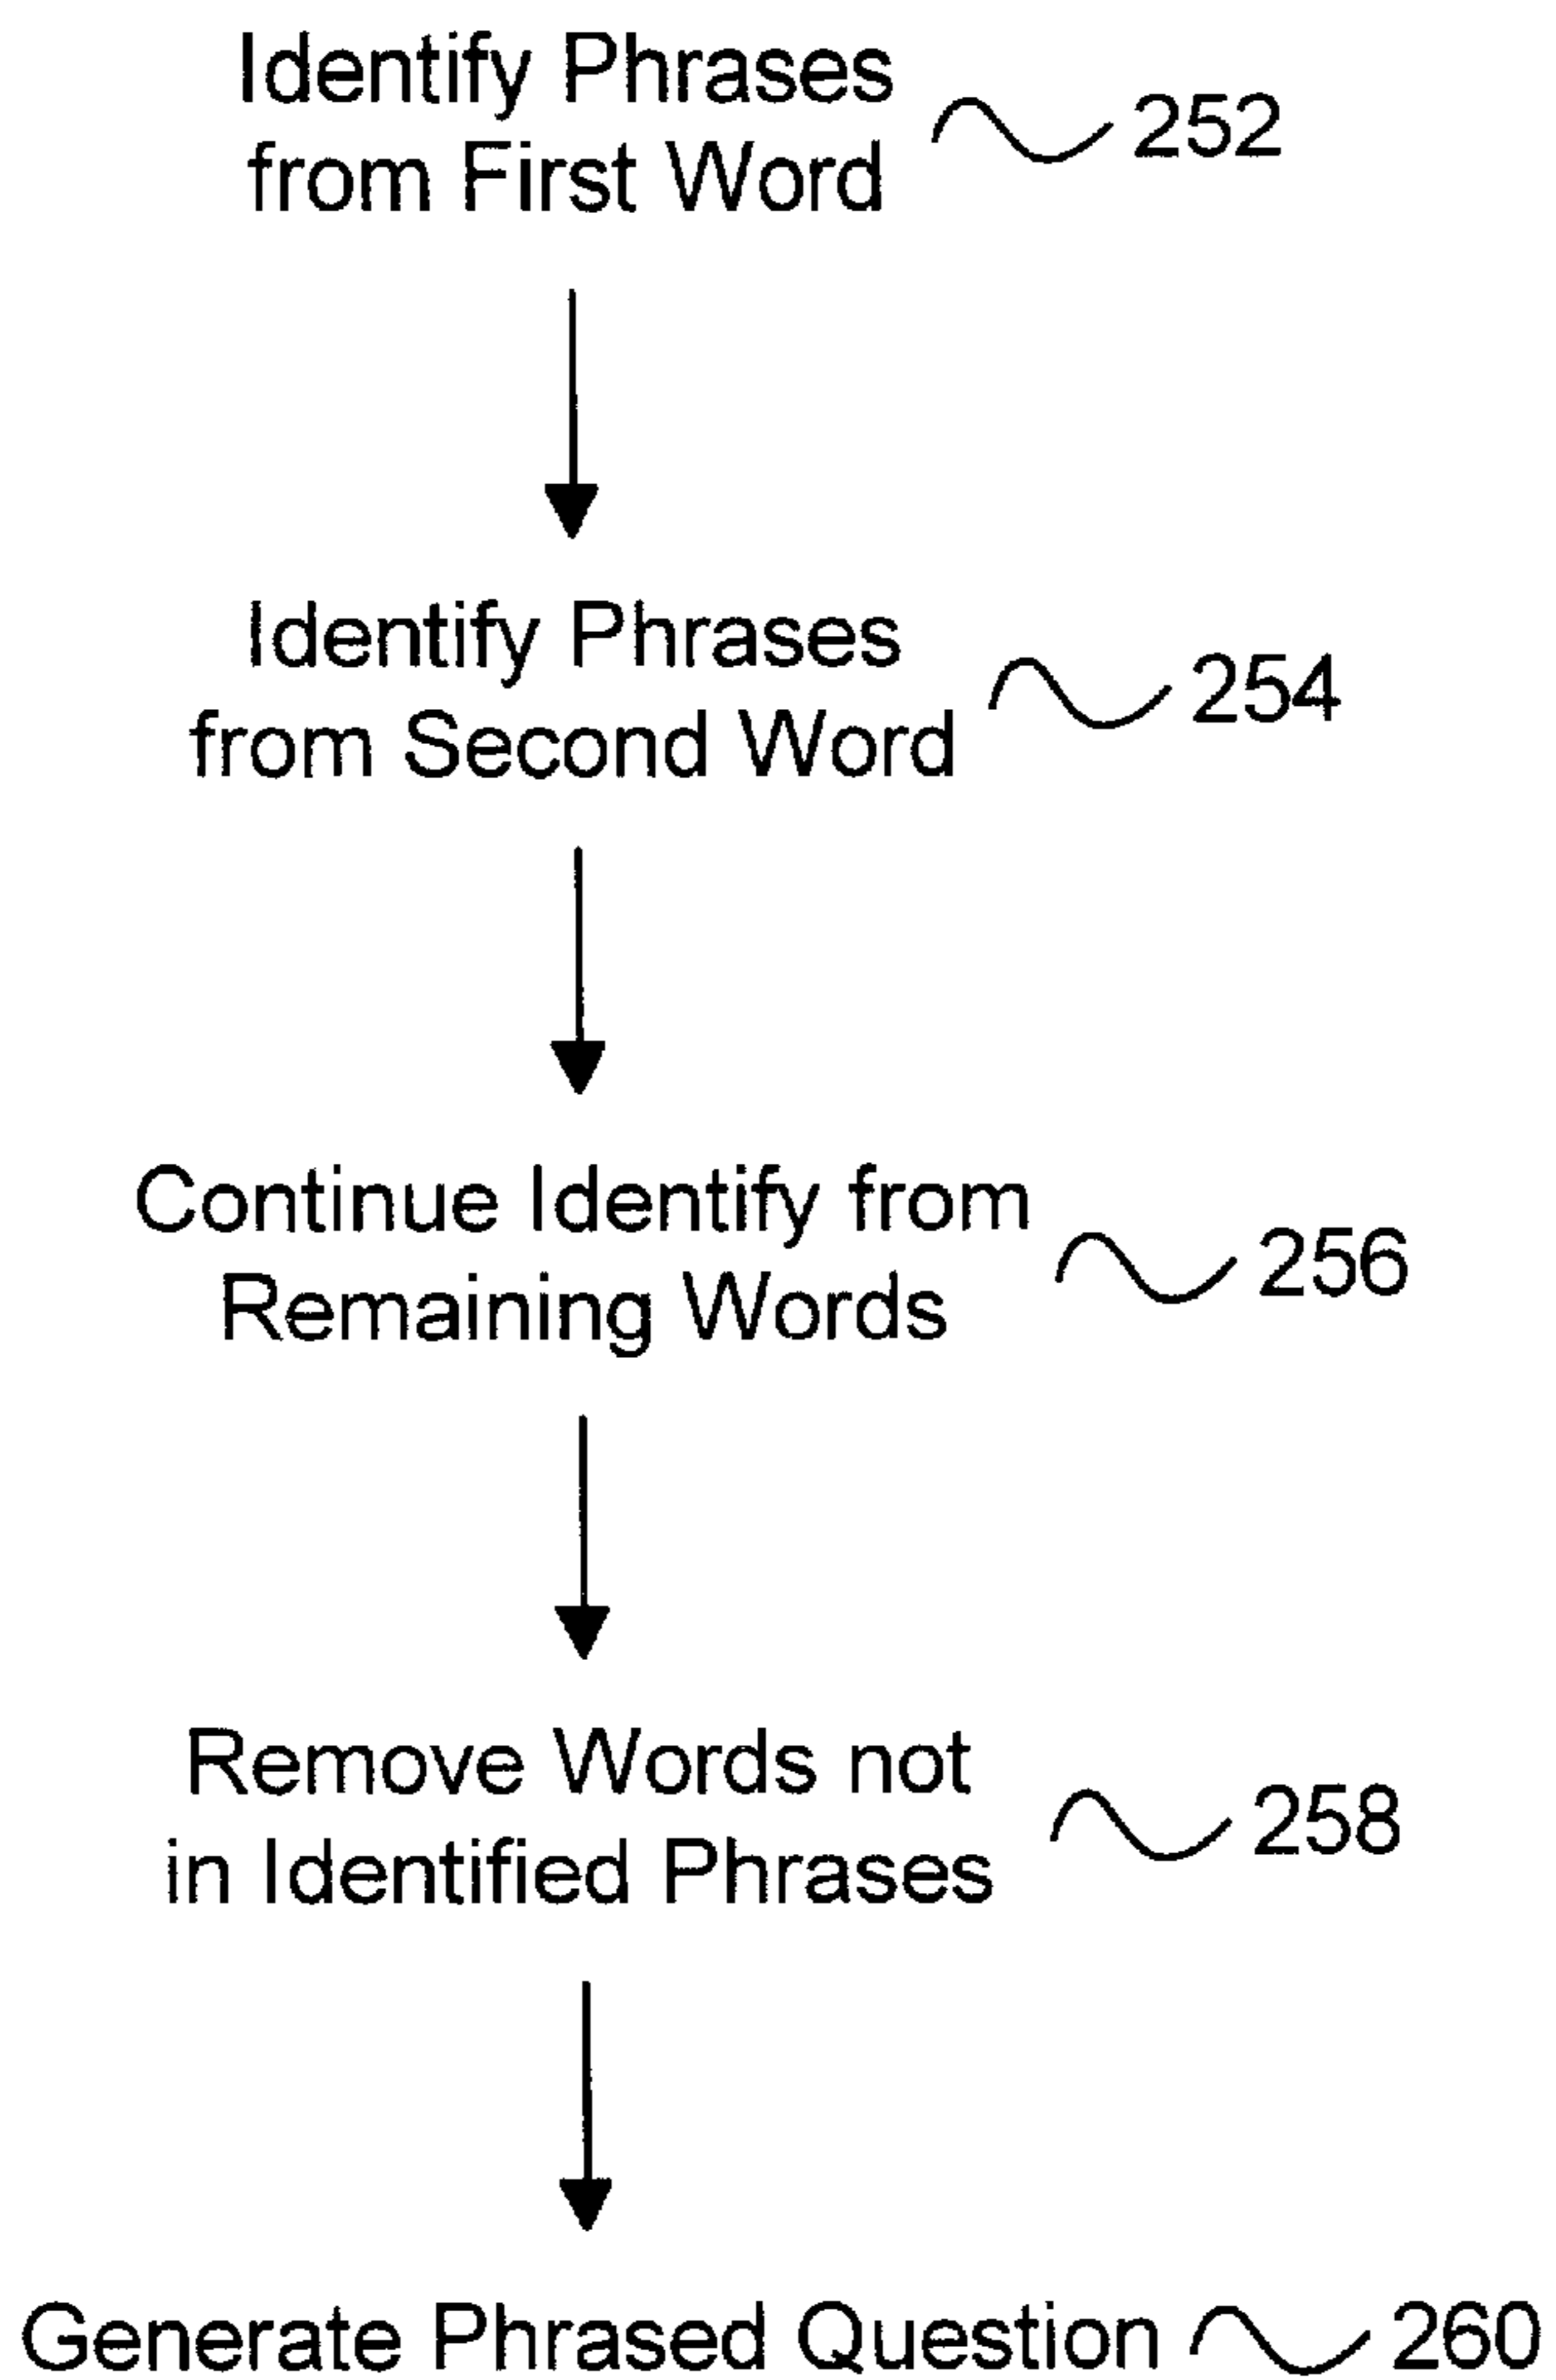 Identify Phrases
from First Word
252
Identify Phrases
from Second Word
254
Continue Identify from
Remaining Words
256
Remove Words not
in Identified Phrases
258
Generate Phrased Question 260